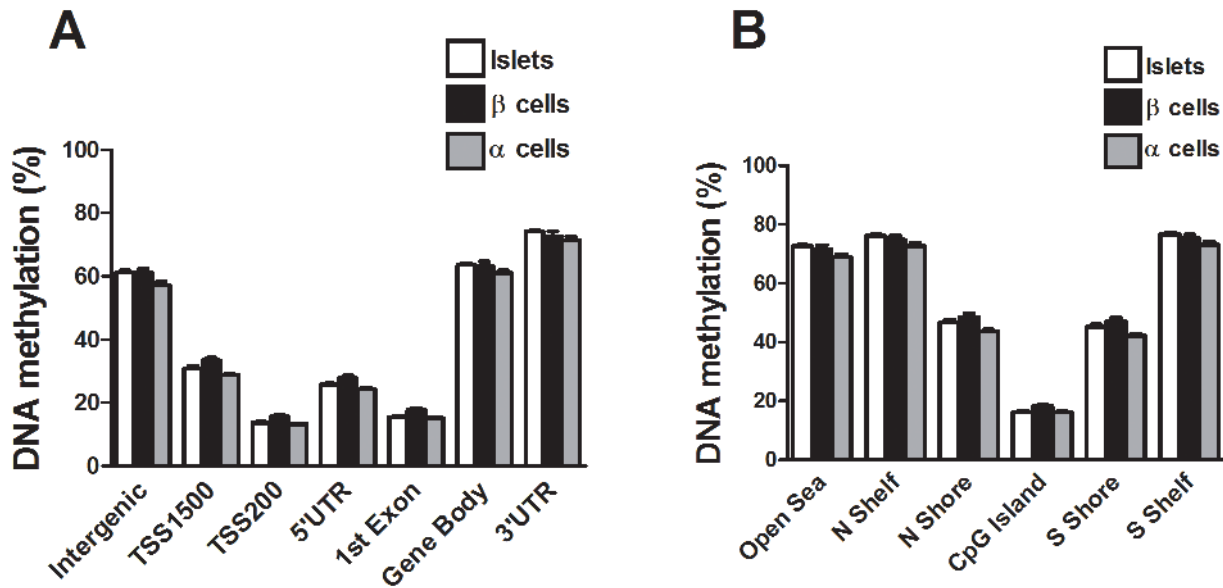 A
Islets
β cells
α cells
DNA methylation (%)
100
80
60
40
20
0
Intergenic
TSS1500
TSS200
5'UTR
1st Exon
Gene Body
3'UTR
B
Islets
β cells
α cells
DNA methylation (%)
100
80
60
40
20
0
Open Sea
N Shelf
N Shore
CpG Island
S Shore
S Shelf